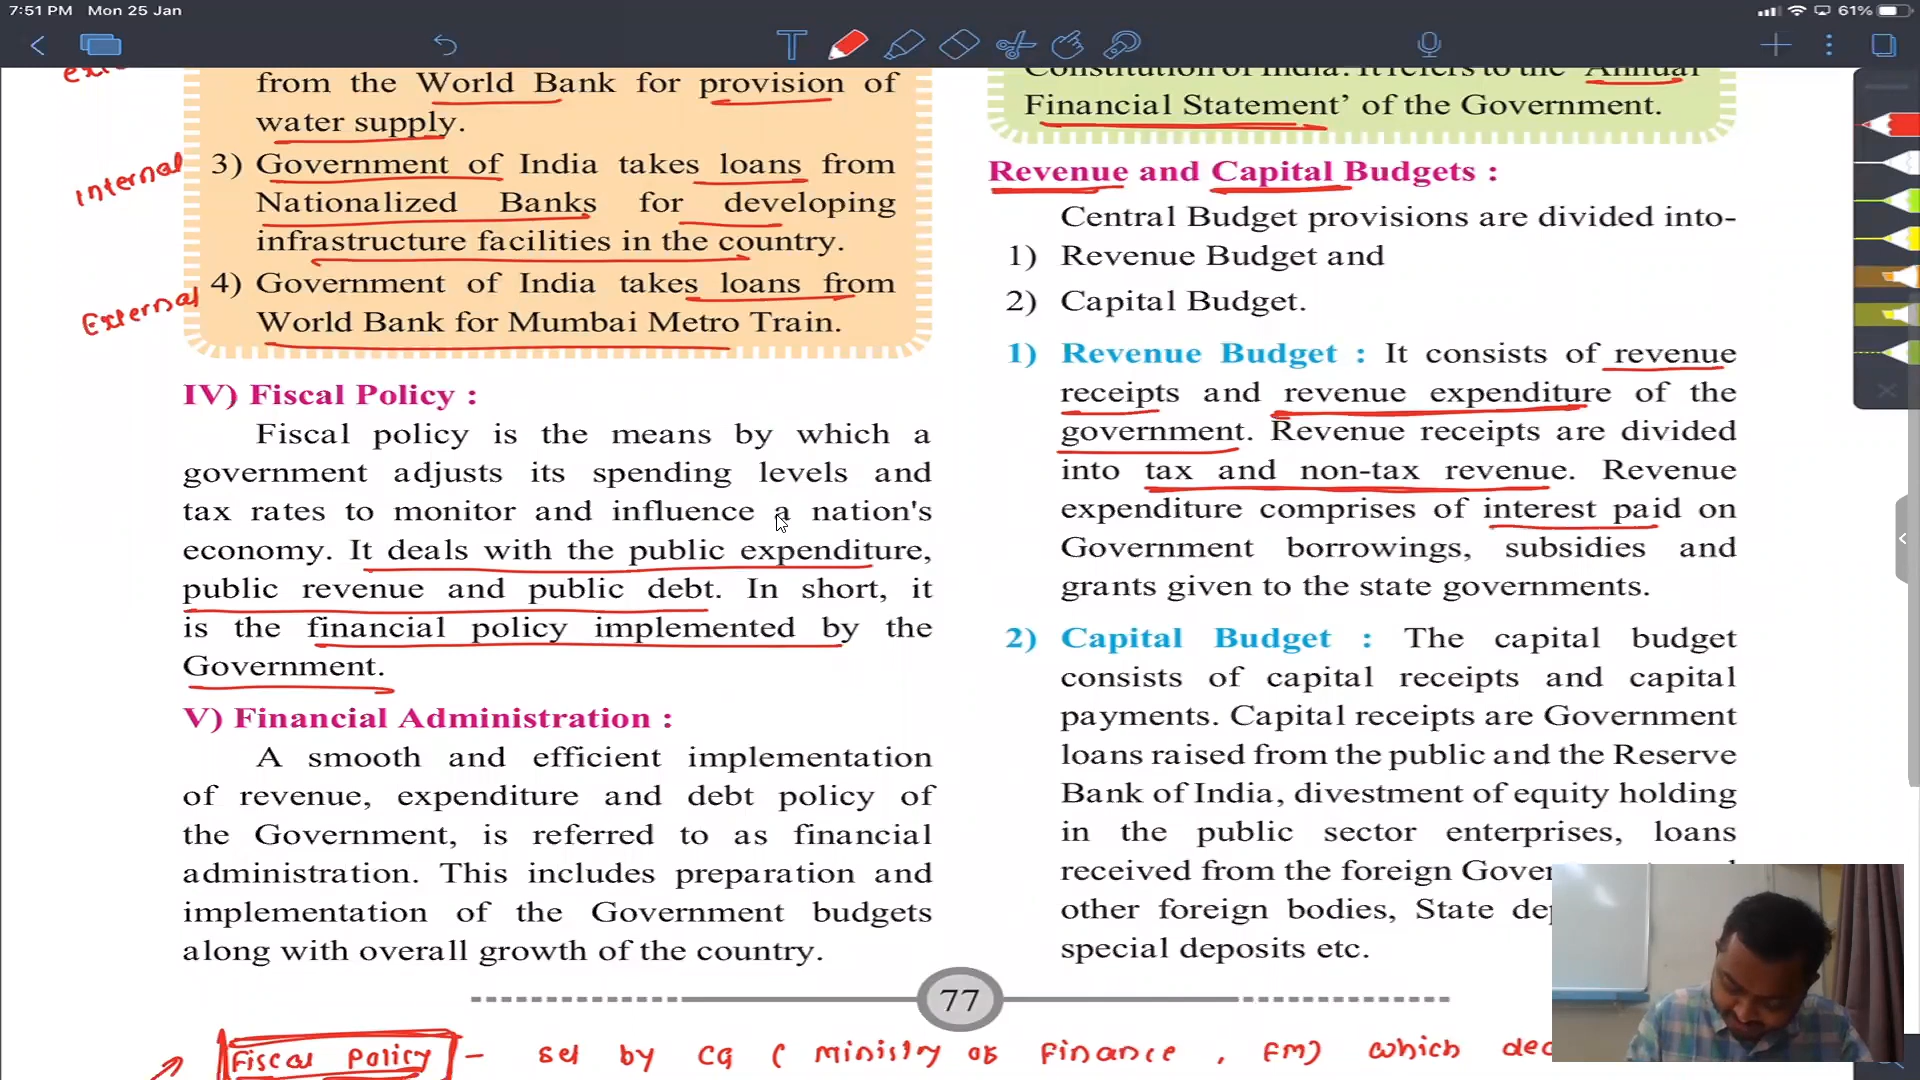 7:51 PM Mon 25 Jan
61%
from the World Bank for provision of
water supply.
Internal
3) Government of India takes loans from
Nationalized Banks for developing
infrastructure facilities in the country.
External
4) Government of India takes loans from
World Bank for Mumbai Metro Train.
IV) Fiscal Policy :
Fiscal policy is the means by which a
government adjusts its spending levels and
tax rates to monitor and influence a nation's
economy. It deals with the public expenditure,
public revenue and public debt. In short, it
is the financial policy implemented by the
Government.
V) Financial Administration :
A smooth and efficient implementation
of revenue, expenditure and debt policy of
the Government, is referred to as financial
administration. This includes preparation and
implementation of the Government budgets
along with overall growth of the country.
Constitution of India. It refers to the 'Annual
Financial Statement' of the Government.
Revenue and Capital Budgets :
Central Budget provisions are divided into-
1) Revenue Budget and
2) Capital Budget.
1) Revenue Budget : It consists of revenue
receipts and revenue expenditure of the
government. Revenue receipts are divided
into tax and non-tax revenue. Revenue
expenditure comprises of interest paid on
Government borrowings, subsidies and
grants given to the state governments.
2) Capital Budget : The capital budget
consists of capital receipts and capital
payments. Capital receipts are Government
loans raised from the public and the Reserve
Bank of India, divestment of equity holding
in the public sector enterprises, loans
received from the foreign
other foreign bodies, State
special deposits etc.
77
Fiscal Policy - set by CG ( ministry of Finance , FM) which